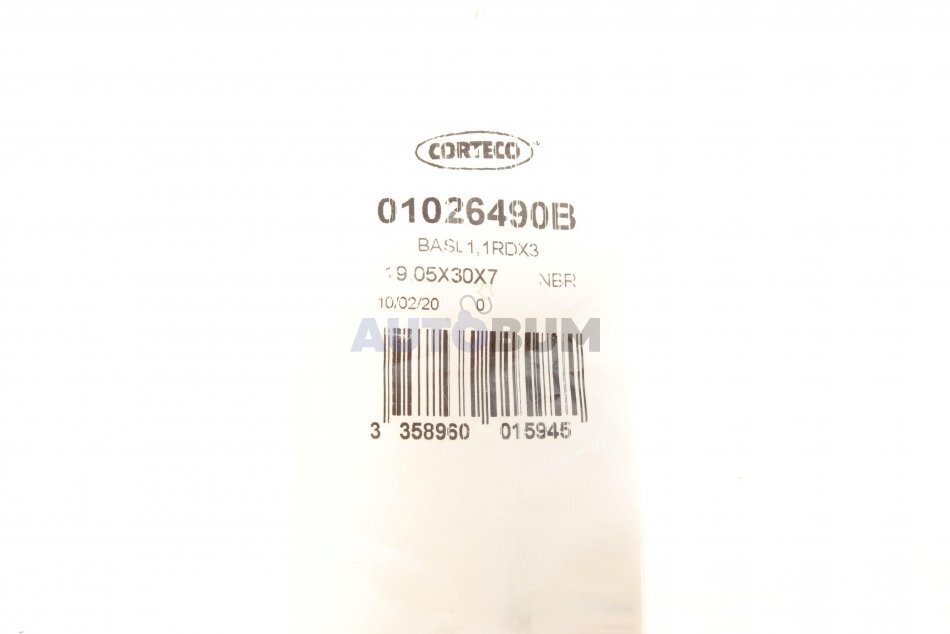 CORTECO
01026490B
BASL1,1RDX3
19.05X30X7 NBR
10/02/20 0
AUTOBUM
3 358960 015945